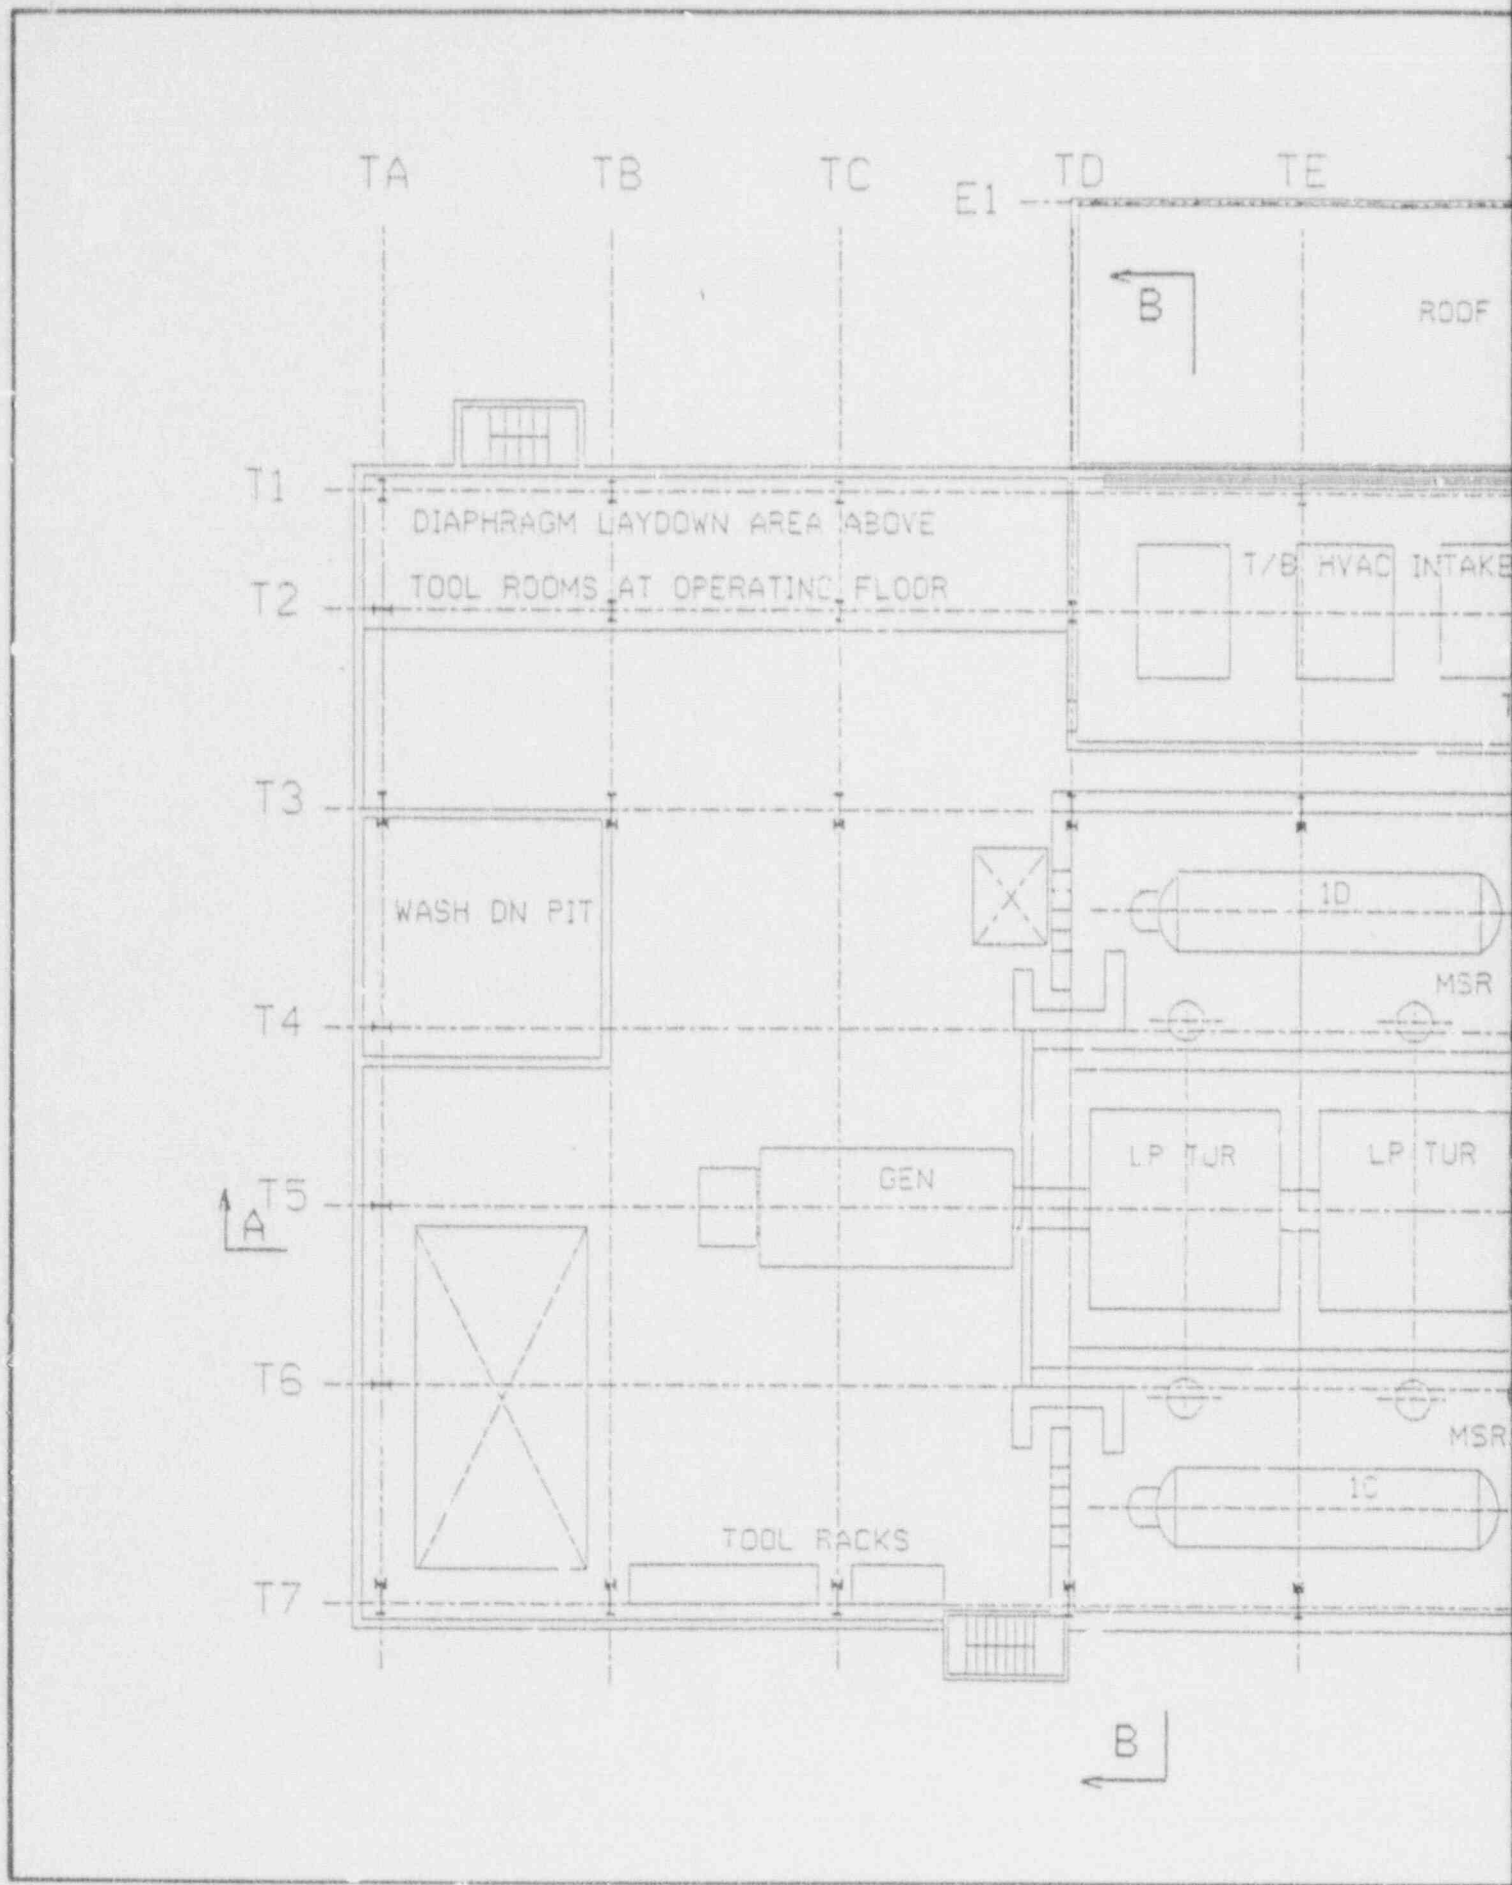 TA TB TC TD TE
E1
B
ROOF
T1
DIAPHRAGM LAYDOWN AREA ABOVE
T/B HVAC INTAKE
T2
TOOL ROOMS AT OPERATING FLOOR
T3
1D
WASH DN PIT
MSR
T4
LP TUR
LP TUR
GEN
T5
A
T6
MSR
1C
TOOL RACKS
T7
B